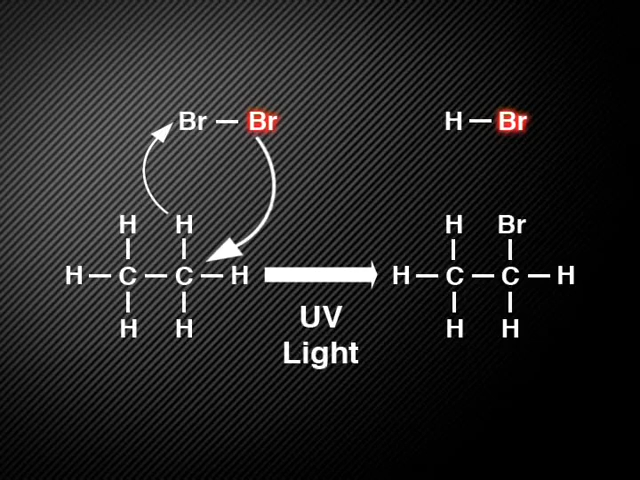 Br — Br H — Br
H H H Br
H — C — C — H H — C — C — H
H H H H
UV
Light